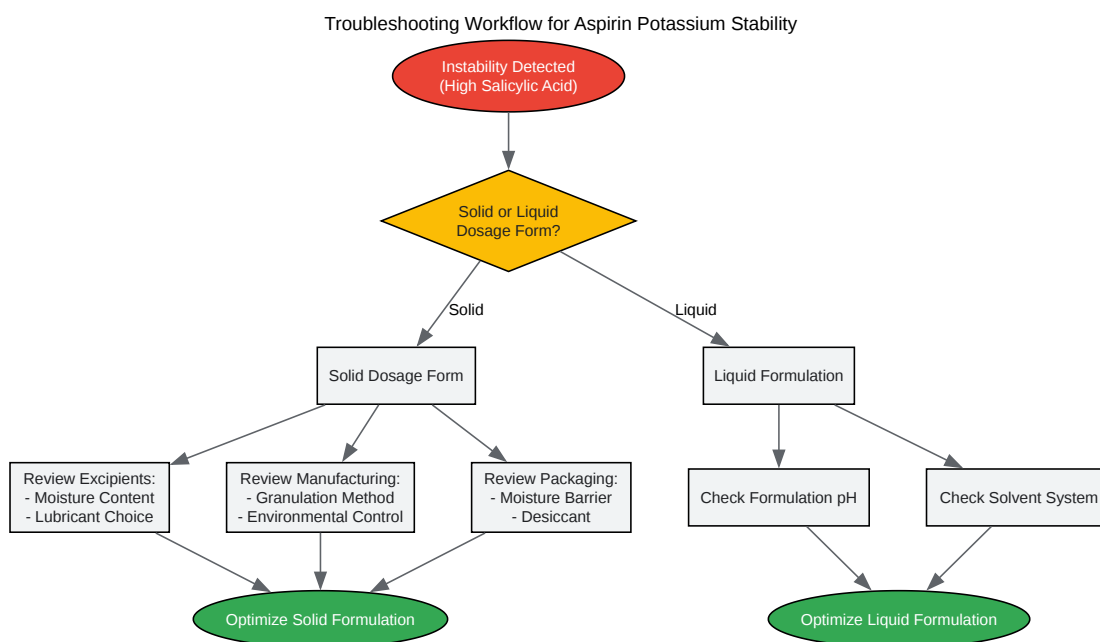 Troubleshooting Workflow for Aspirin Potassium Stability
Instability Detected
(High Salicylic Acid)
Solid or Liquid
Dosage Form?
Solid
Liquid
Solid Dosage Form
Liquid Formulation
Review Excipients:
- Moisture Content
- Lubricant Choice
Review Manufacturing:
- Granulation Method
- Environmental Control
Review Packaging:
- Moisture Barrier
- Desiccant
Check Formulation pH
Check Solvent System
Optimize Solid Formulation
Optimize Liquid Formulation